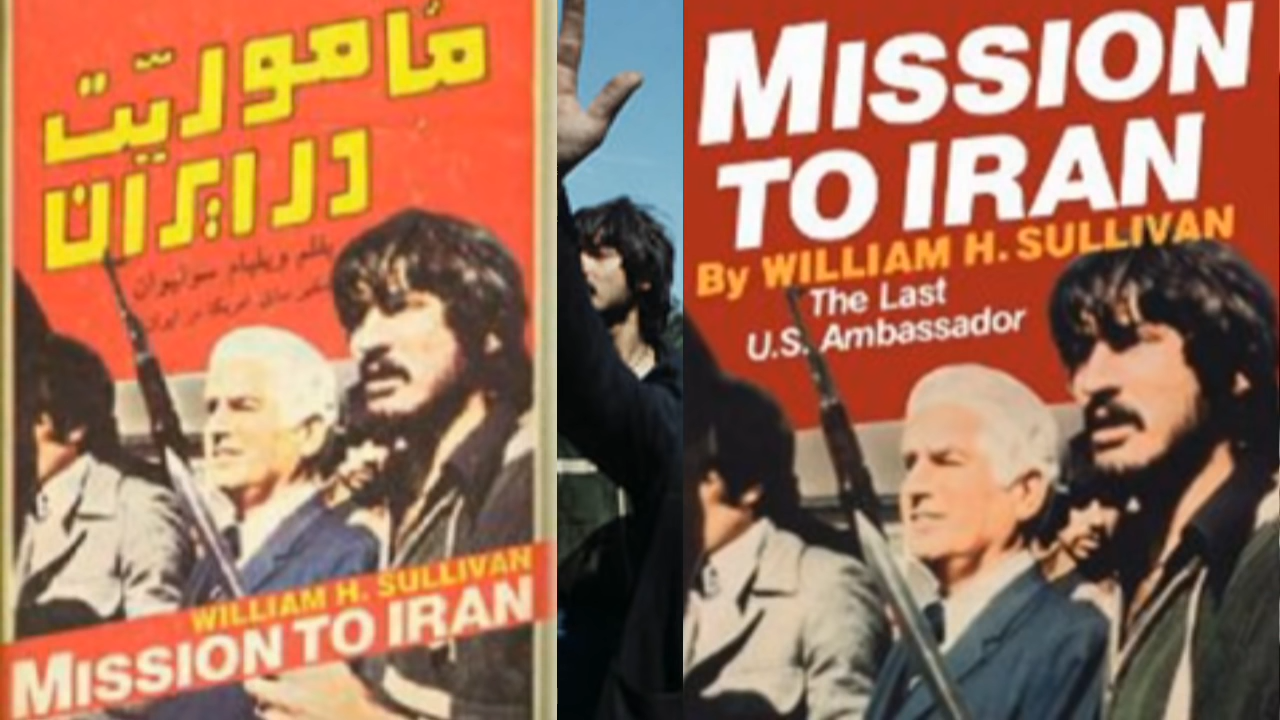 مأموریّت
در ایران
بقلم ویلیام سولیوان
WILLIAM H. SULLIVAN
MISSION TO IRAN
MISSION
TO IRAN
By WILLIAM H. SULLIVAN
The Last
U.S. Ambassador